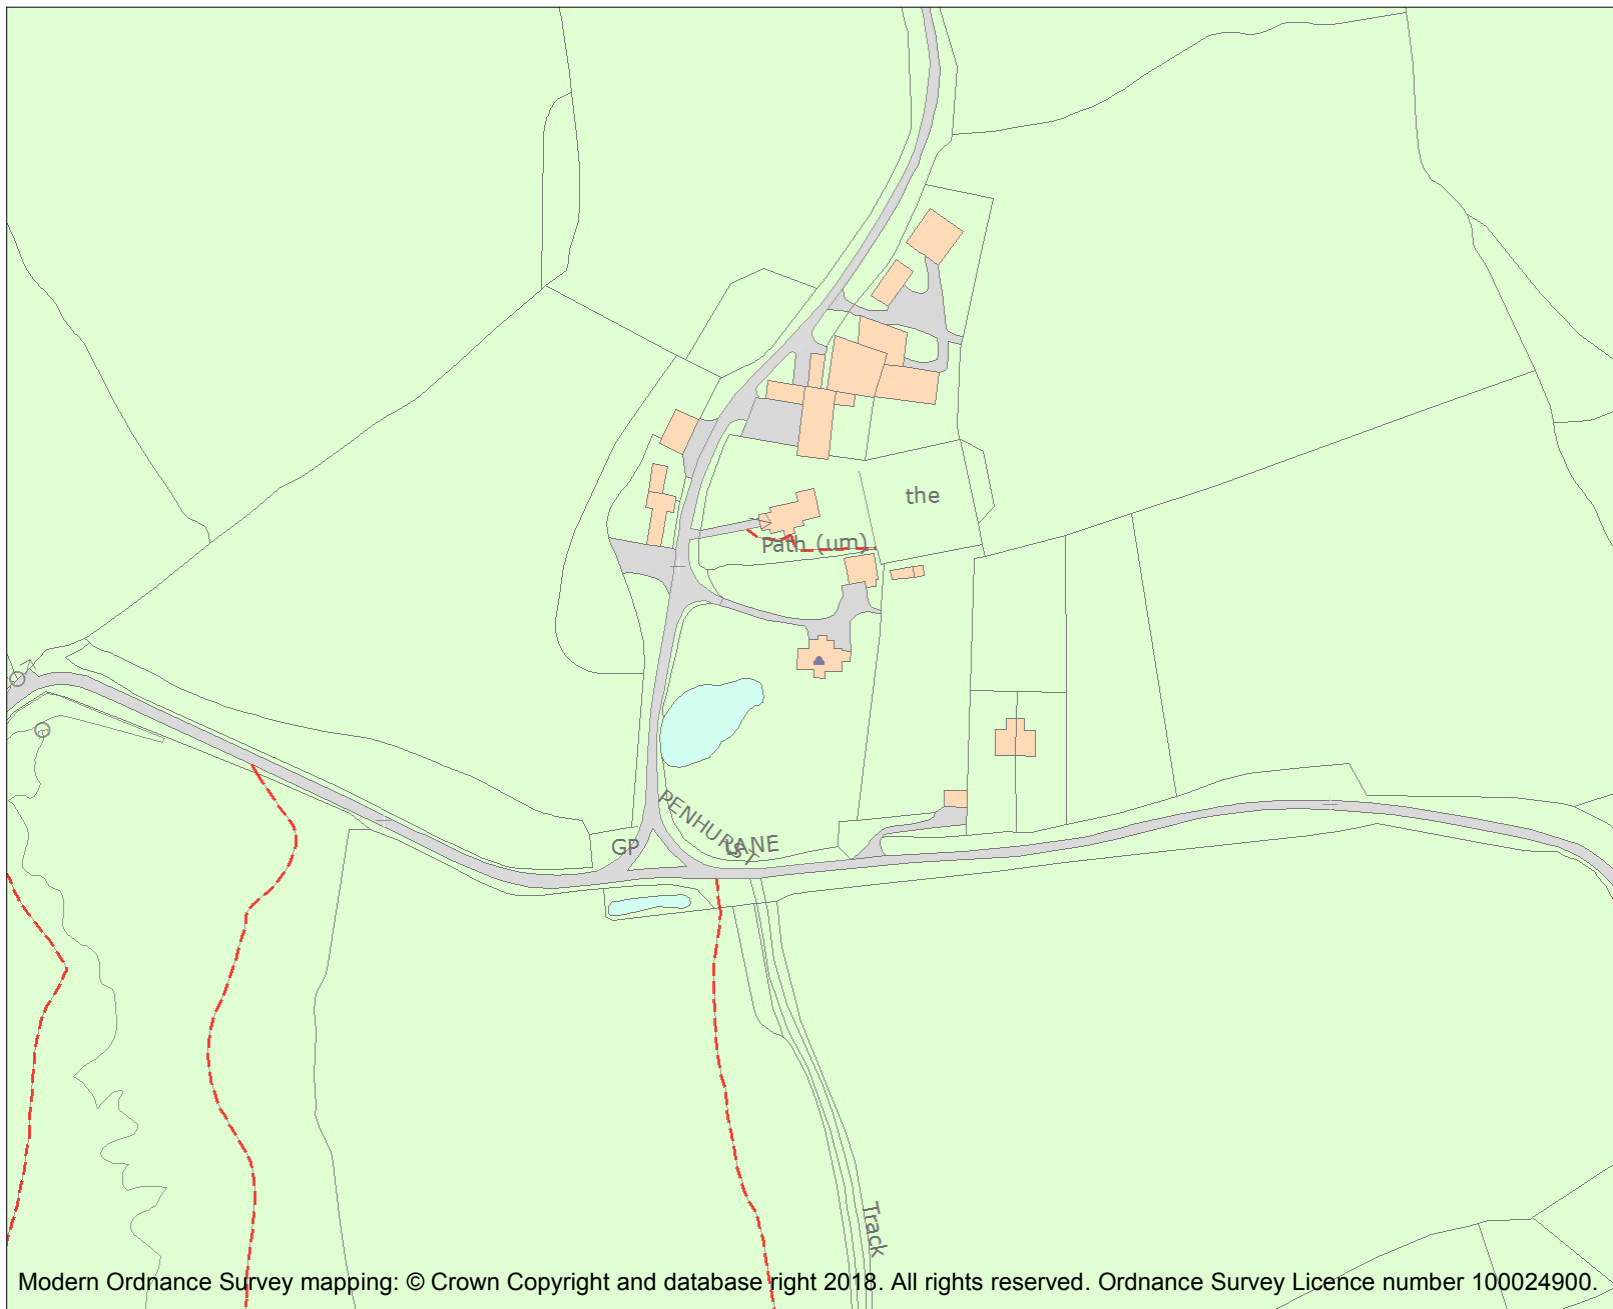 the
Path (um)
PENHURST
LANE
GP
Track
Modern Ordnance Survey mapping: © Crown Copyright and database right 2018. All rights reserved. Ordnance Survey Licence number 100024900.